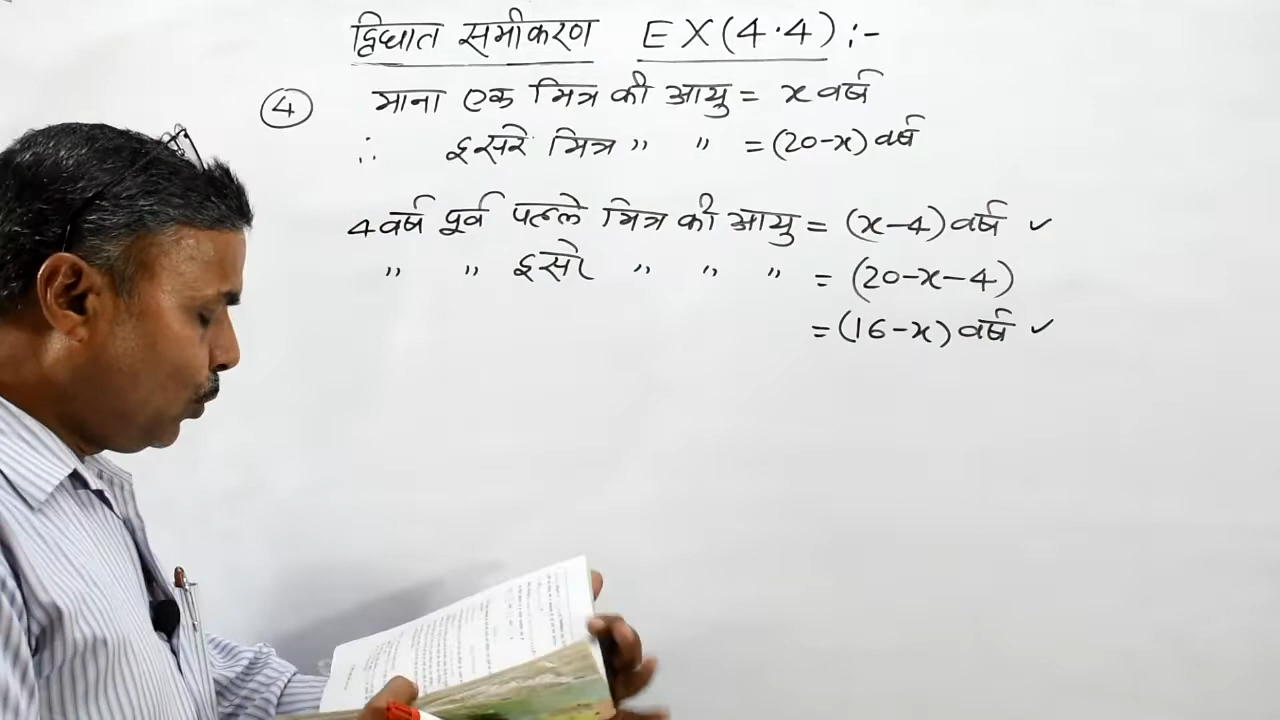 द्विघात समीकरण EX(4.4):-
④ माना एक मित्र की आयु = x वर्ष
∴ दूसरे मित्र " " = (20-x) वर्ष
4 वर्ष पूर्व पहले मित्र की आयु = (x-4) वर्ष ✓
" " दूसरे " " " = (20-x-4)
= (16-x) वर्ष ✓